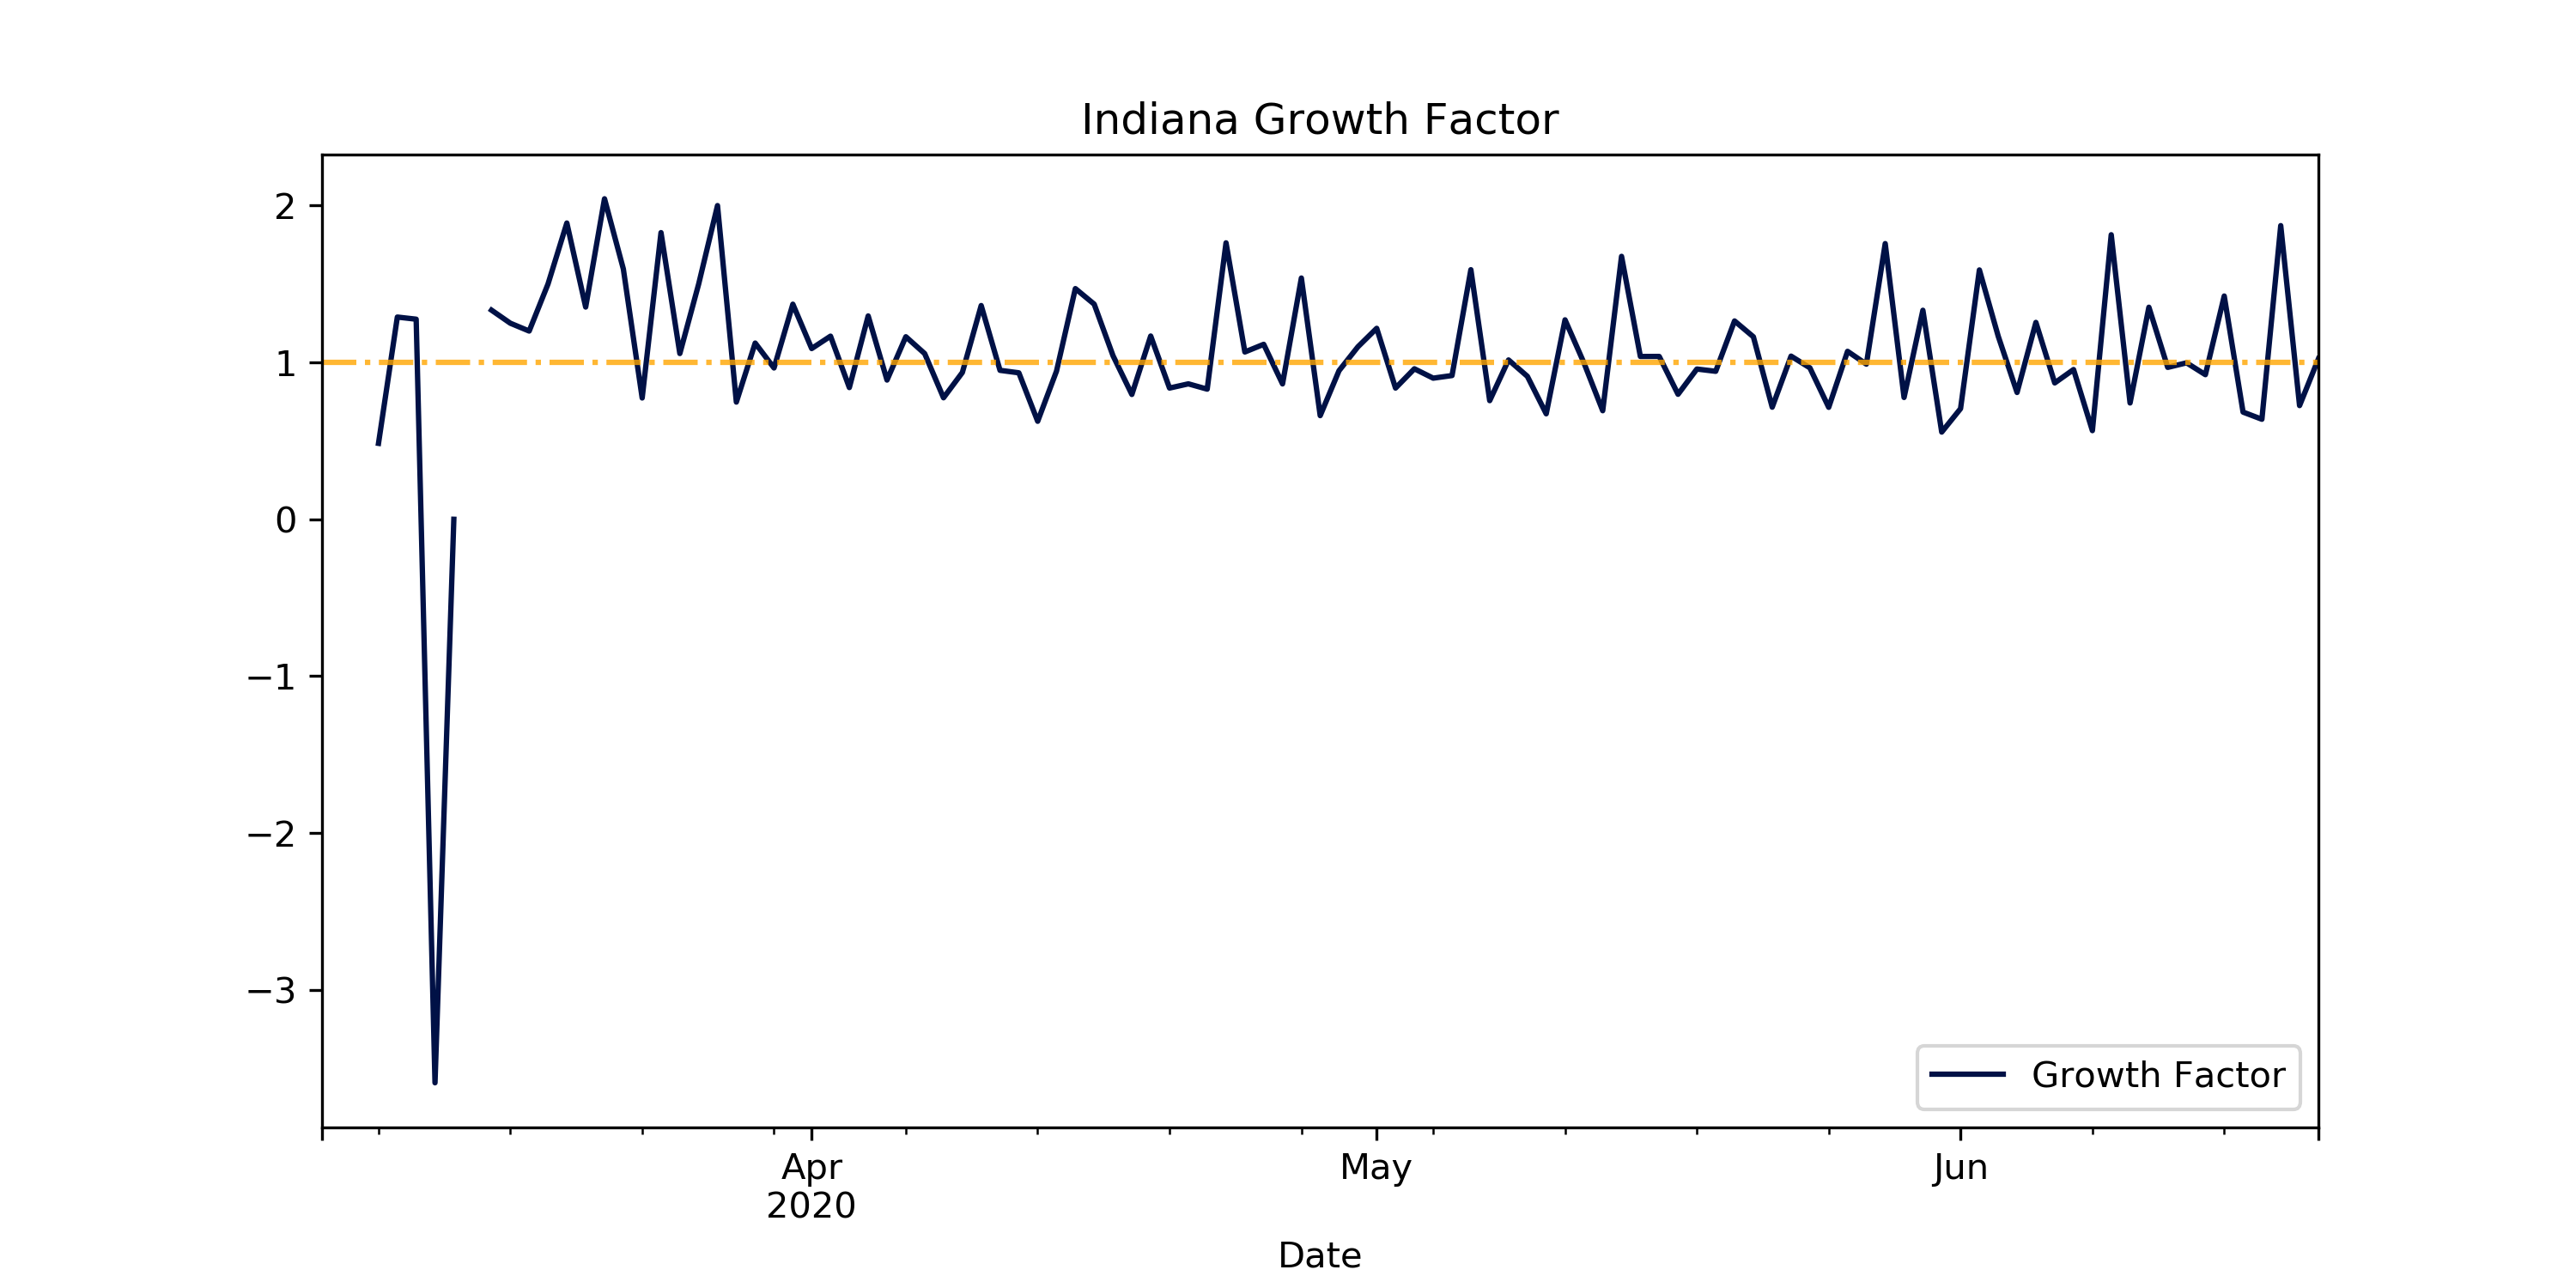 Indiana Growth Factor
2
1
0
−1
−2
−3
Growth Factor
Apr
2020
May
Jun
Date